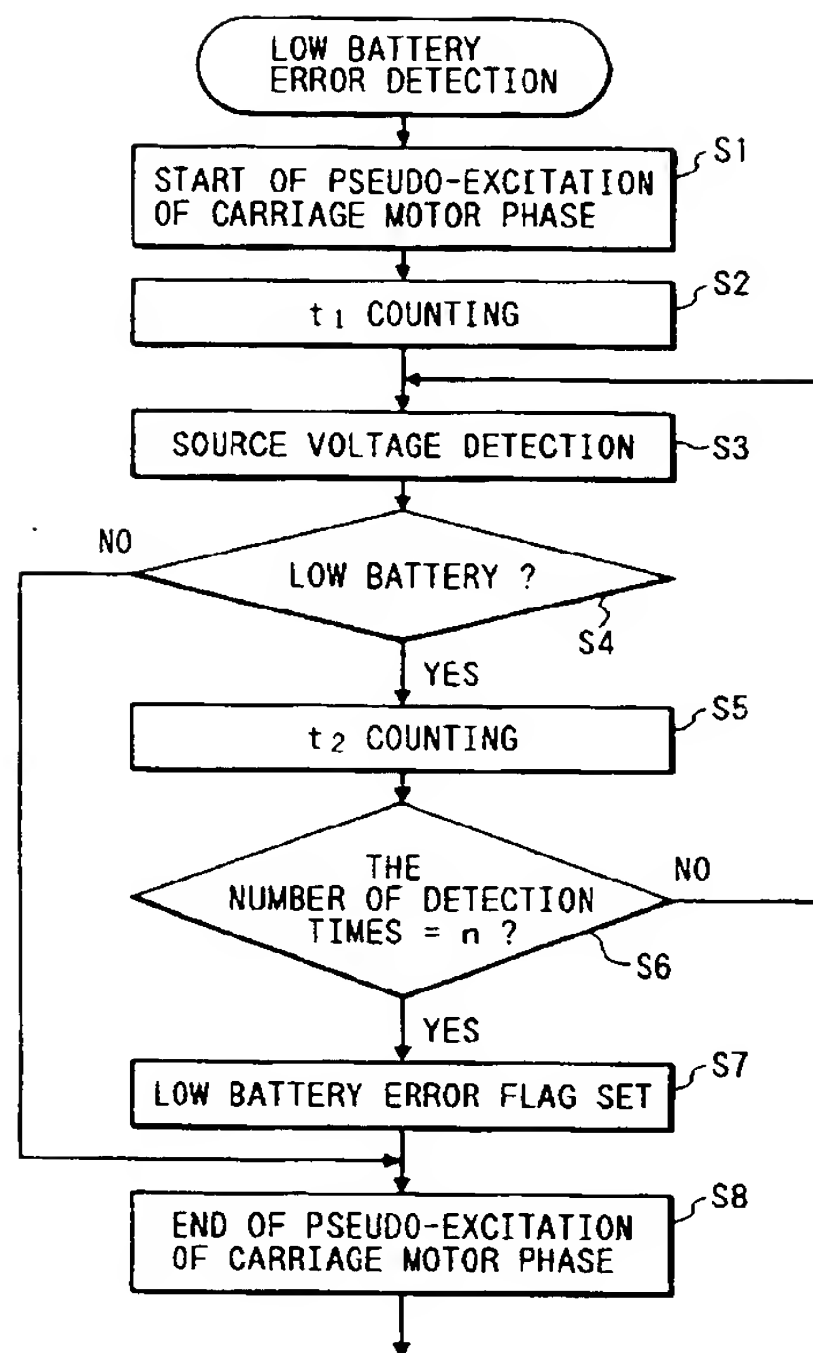 LOW BATTERY
ERROR DETECTION
S1
START OF PSEUDO-EXCITATION
OF CARRIAGE MOTOR PHASE
S2
t1 COUNTING
SOURCE VOLTAGE DETECTION
S3
NO
LOW BATTERY ?
S4
YES
S5
t2 COUNTING
THE
NUMBER OF DETECTION
TIMES = n ?
NO
S6
YES
S7
LOW BATTERY ERROR FLAG SET
S8
END OF PSEUDO-EXCITATION
OF CARRIAGE MOTOR PHASE